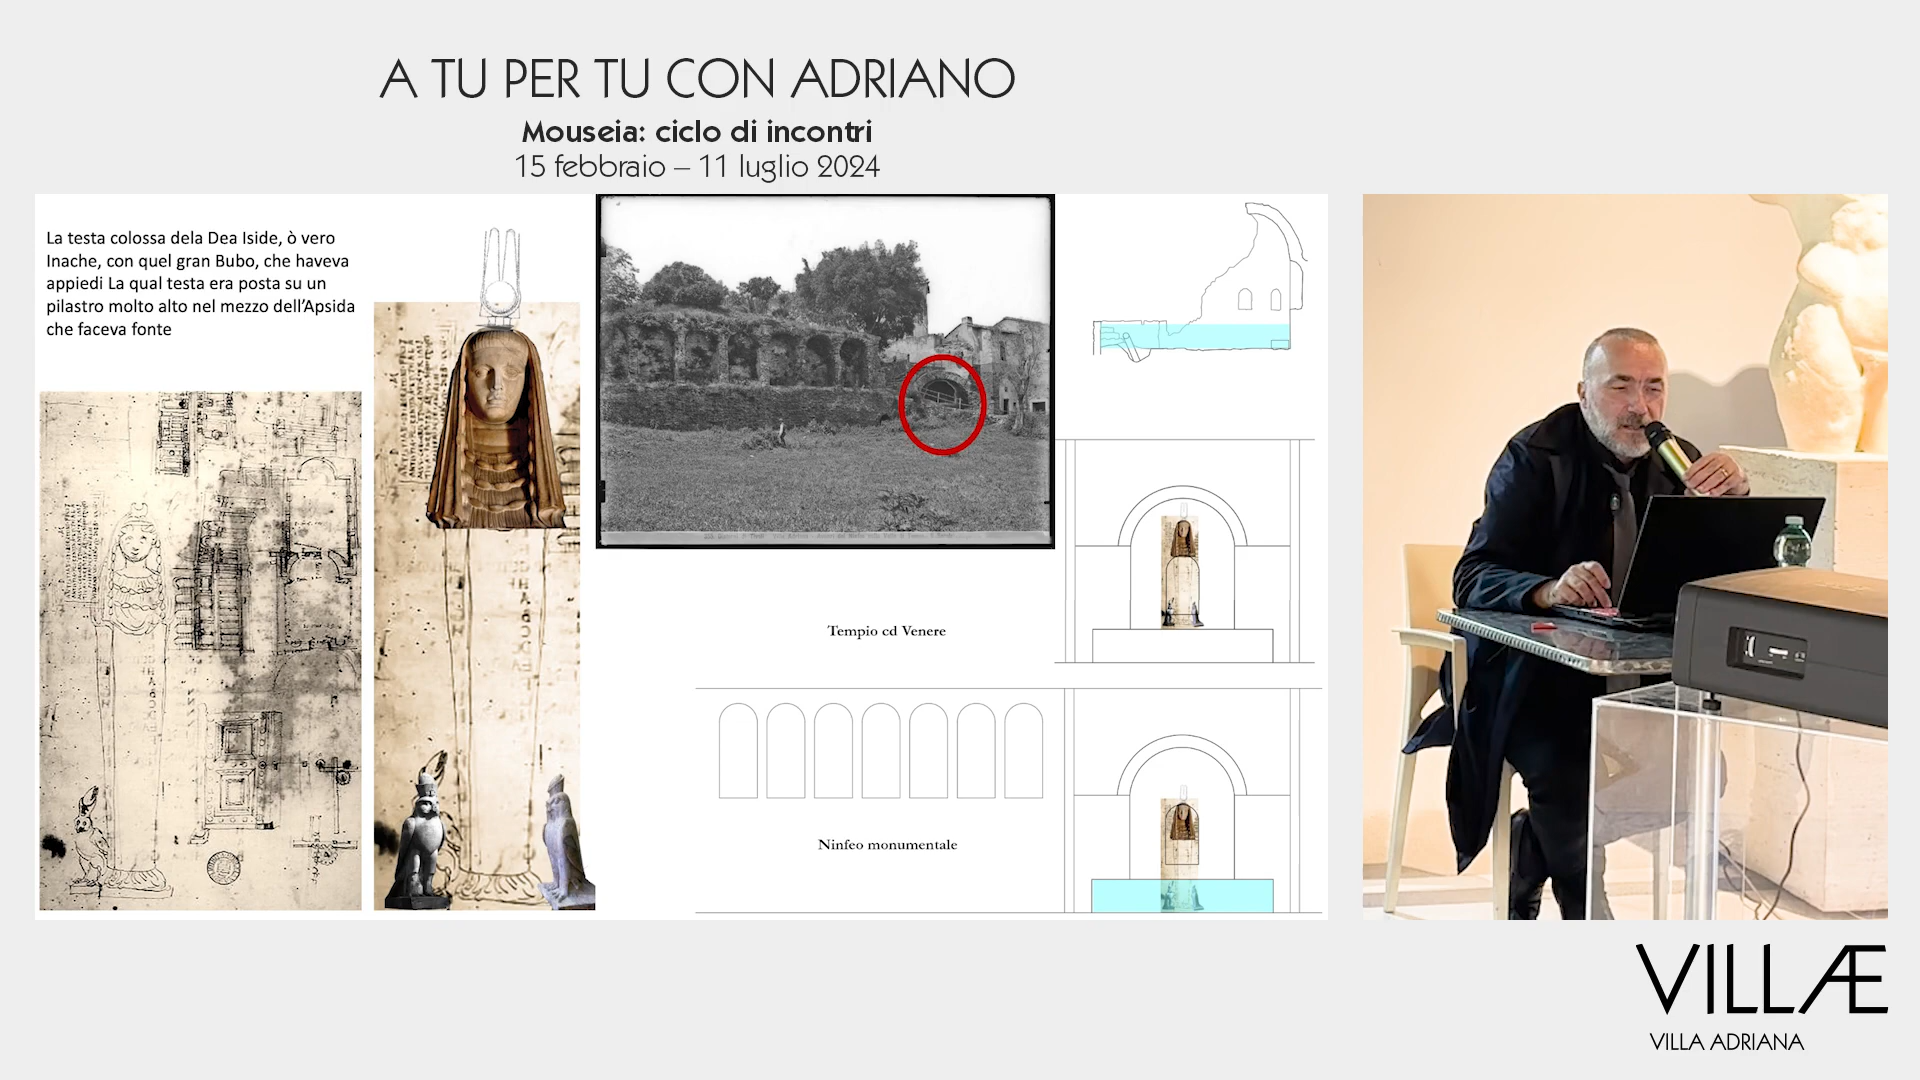 A TU PER TU CON ADRIANO
Mouseia: ciclo di incontri
15 febbraio – 11 luglio 2024
La testa colossa dela Dea Iside, ò vero
Inache, con quel gran Bubo, che haveva
appiedi La qual testa era posta su un
pilastro molto alto nel mezzo dell'Apsida
che faceva fonte
Tempio cd Venere
Ninfeo monumentale
VILLÆ
VILLA ADRIANA